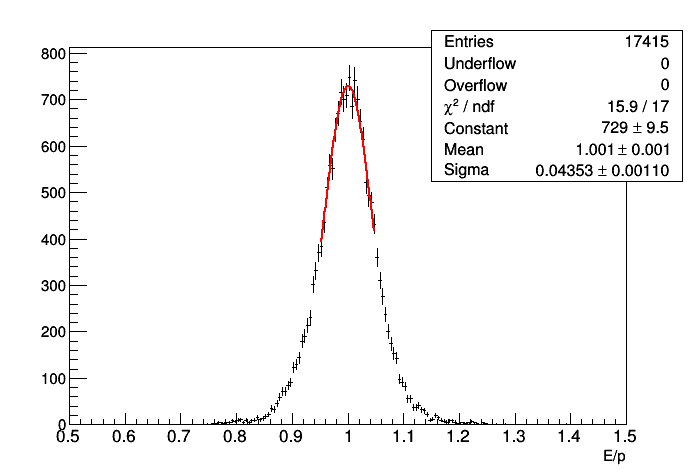 Entries 17415
Underflow 0
Overflow 0
χ² / ndf 15.9 / 17
Constant 729 ± 9.5
Mean 1.001 ± 0.001
Sigma 0.04353 ± 0.00110
800
700
600
500
400
300
200
100
0
0.5 0.6 0.7 0.8 0.9 1 1.1 1.2 1.3 1.4 1.5
E/p